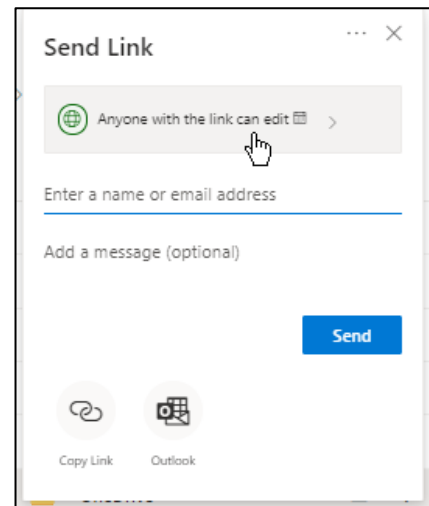 Send Link
Anyone with the link can edit
Enter a name or email address
Add a message (optional)
Send
Copy Link
Outlook